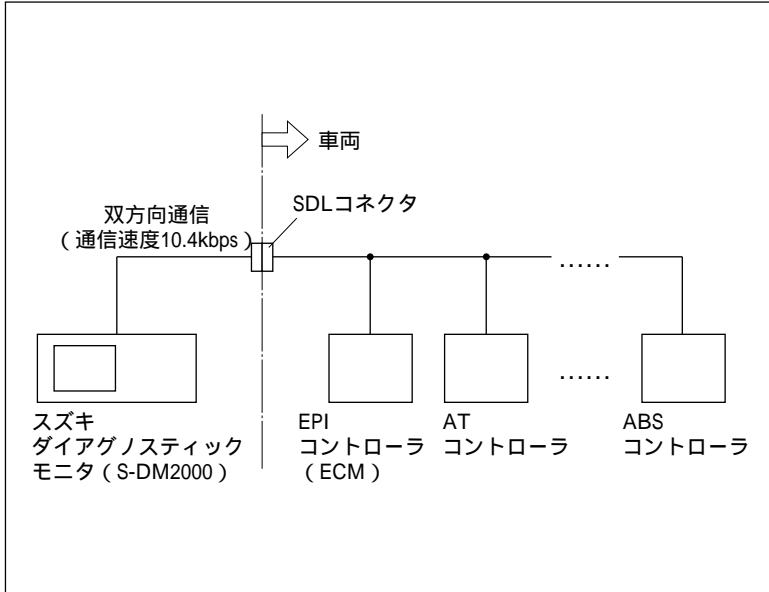 車両
SDLコネクタ
双方向通信
（通信速度10.4kbps）
......
......
スズキ
ダイアグノスティック
モニタ（S-DM2000）
EPI
コントローラ
（ECM）
AT
コントローラ
ABS
コントローラ